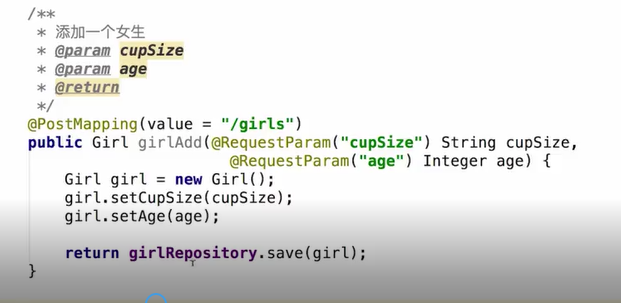 /**
 * 添加一个女生
 * @param cupSize
 * @param age
 * @return
 */
@PostMapping(value = "/girls")
public Girl girlAdd(@RequestParam("cupSize") String cupSize,
                    @RequestParam("age") Integer age) {
    Girl girl = new Girl();
    girl.setCupSize(cupSize);
    girl.setAge(age);

    return girlRepository.save(girl);
}